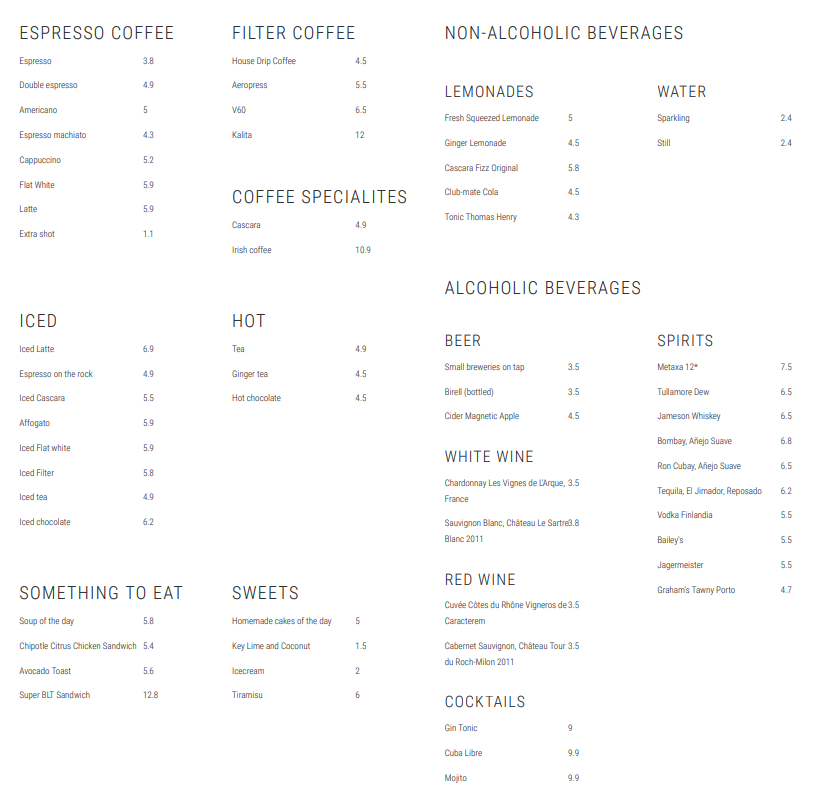 ESPRESSO COFFEE
Espresso 3.8
Double espresso 4.9
Americano 5
Espresso machiato 4.3
Cappuccino 5.2
Flat White 5.9
Latte 5.9
Extra shot 1.1
FILTER COFFEE
House Drip Coffee 4.5
Aeropress 5.5
V60 6.5
Kalita 12
COFFEE SPECIALITES
Cascara 4.9
Irish coffee 10.9
ICED
Iced Latte 6.9
Espresso on the rock 4.9
Iced Cascara 5.5
Affogato 5.9
Iced Flat white 5.9
Iced Filter 5.8
Iced tea 4.9
Iced chocolate 6.2
HOT
Tea 4.9
Ginger tea 4.5
Hot chocolate 4.5
SOMETHING TO EAT
Soup of the day 5.8
Chipotle Citrus Chicken Sandwich 5.4
Avocado Toast 5.6
Super BLT Sandwich 12.8
SWEETS
Homemade cakes of the day 5
Key Lime and Coconut 1.5
Icecream 2
Tiramisu 6
NON-ALCOHOLIC BEVERAGES
LEMONADES
Fresh Squeezed Lemonade 5
Ginger Lemonade 4.5
Cascara Fizz Original 5.8
Club-mate Cola 4.5
Tonic Thomas Henry 4.3
WATER
Sparkling 2.4
Still 2.4
ALCOHOLIC BEVERAGES
BEER
Small breweries on tap 3.5
Birell (bottled) 3.5
Cider Magnetic Apple 4.5
WHITE WINE
Chardonnay Les Vignes de L'Arque, 3.5
France
Sauvignon Blanc, Château Le Sartre 3.8
Blanc 2011
RED WINE
Cuvée Côtes du Rhône Vigneros de 3.5
Caracterem
Cabernet Sauvignon, Château Tour 3.5
du Roch-Milon 2011
COCKTAILS
Gin Tonic 9
Cuba Libre 9.9
Mojito 9.9
SPIRITS
Metaxa 12* 7.5
Tullamore Dew 6.5
Jameson Whiskey 6.5
Bombay, Añejo Suave 6.8
Ron Cubay, Añejo Suave 6.5
Tequila, El Jimador, Reposado 6.2
Vodka Finlandia 5.5
Bailey's 5.5
Jagermeister 5.5
Graham's Tawny Porto 4.7